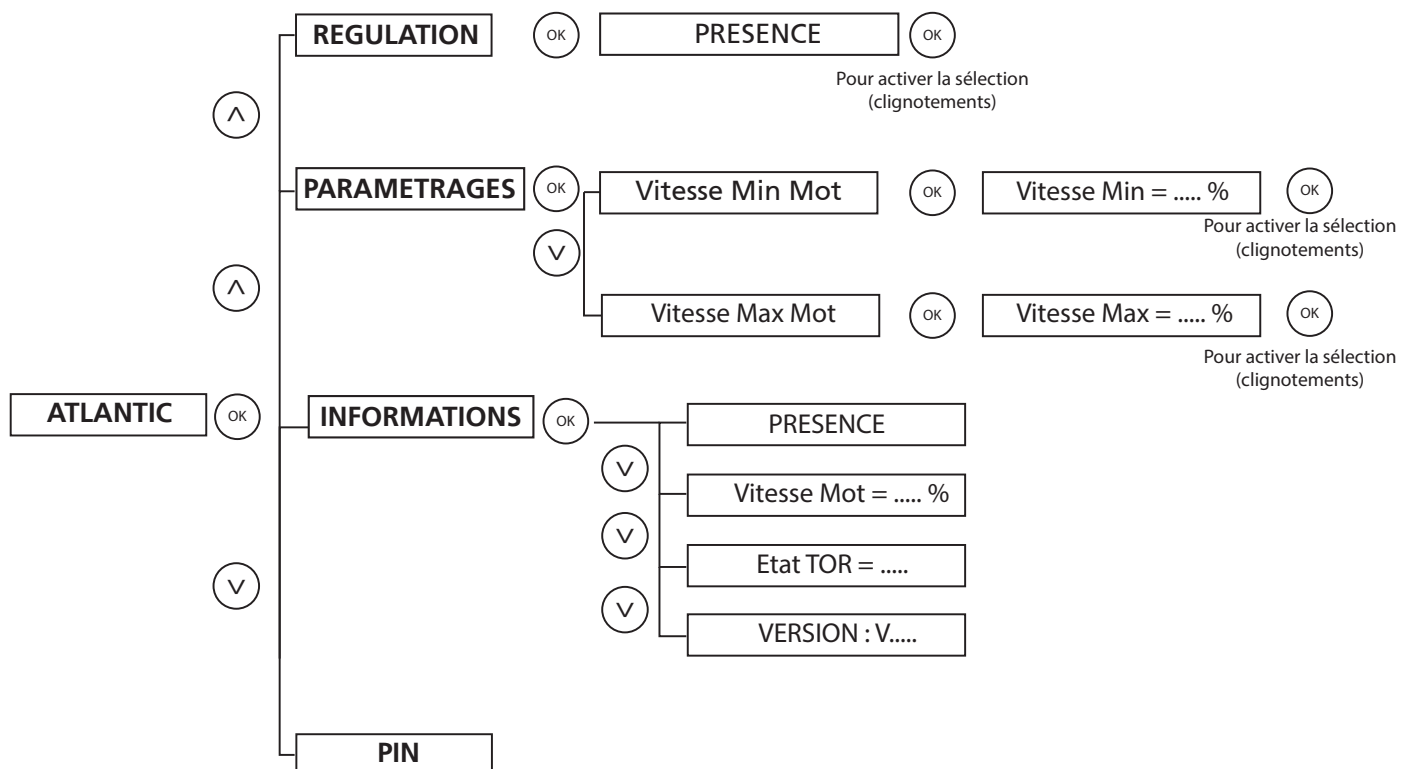 REGULATION OK PRESENCE OK
Pour activer la sélection
(clignotements)
PARAMETRAGES OK Vitesse Min Mot OK Vitesse Min = ..... % OK
Pour activer la sélection
(clignotements)
Vitesse Max Mot OK Vitesse Max = ..... % OK
Pour activer la sélection
(clignotements)
ATLANTIC OK INFORMATIONS OK PRESENCE
Vitesse Mot = ..... %
Etat TOR = .....
VERSION : V.....
PIN